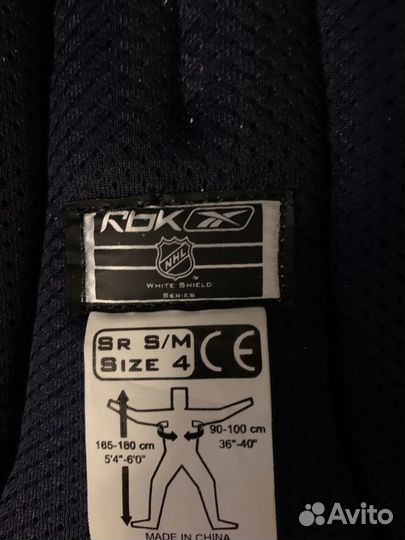 RbK
NHL
TM
WHITE SHIELD
SERIES
SR S/M
SIZE 4
CE
165-180 cm
5'4"-6'0"
90-100 cm
36"-40"
MADE IN CHINA
Avito